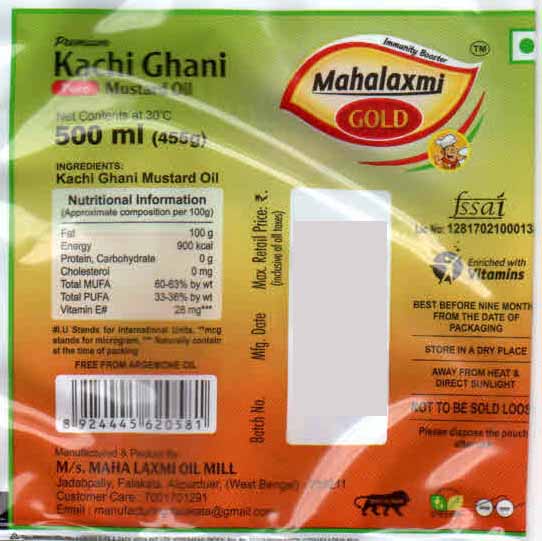 Premium
Kachi Ghani
Pure Mustard Oil
Net Contents at 30°C
500 ml (455g)
INGREDIENTS:
Kachi Ghani Mustard Oil
Nutritional Information
(Approximate composition per 100g)
Fat 100 g
Energy 900 kcal
Protein, Carbohydrate 0 g
Cholesterol 0 mg
Total MUFA 60-63% by wt
Total PUFA 33-36% by wt
Vitamin E# 28 mg***
#I.U Stands for International Units, **mcg
stands for microgram, *** Naturally contain
at the time of packing
FREE FROM ARGEMONE OIL
8 924445 620581
Manufactured & Packed By
M/s. MAHA LAXMI OIL MILL
Jadabpally, Falakata, Alipurduar, (West Bengal)
Customer Care : 7001701291
Email : @gmail.com
Batch No.
Mfg. Date
Max. Retail Price: ₹.
(inclusive of all taxes)
Immunity Booster
TM
Mahalaxmi
GOLD
fssai
Lic No: 1281702100013
Enriched with
Vitamins
BEST BEFORE NINE MONTH
FROM THE DATE OF
PACKAGING
STORE IN A DRY PLACE
AWAY FROM HEAT &
DIRECT SUNLIGHT
NOT TO BE SOLD LOOS
Please dispose the pouch
MAKE IN INDIA